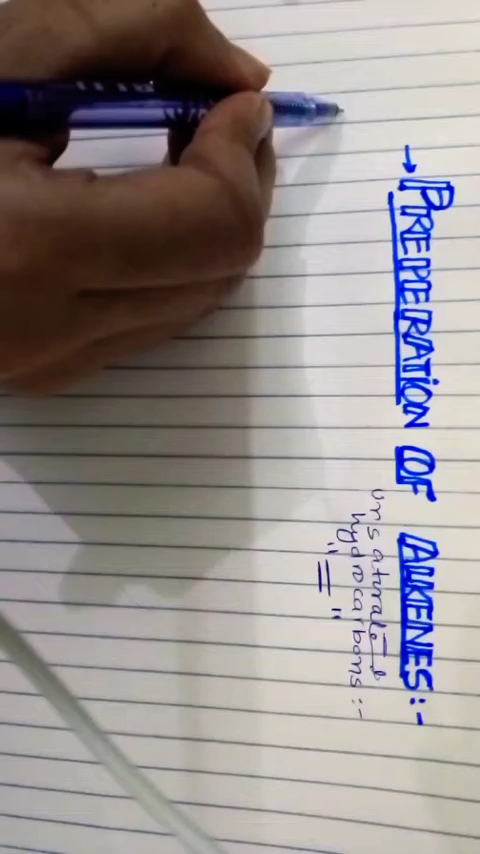 → PREPERATION OF ALKENES:-
unsaturated
hydrocarbons:-
"="